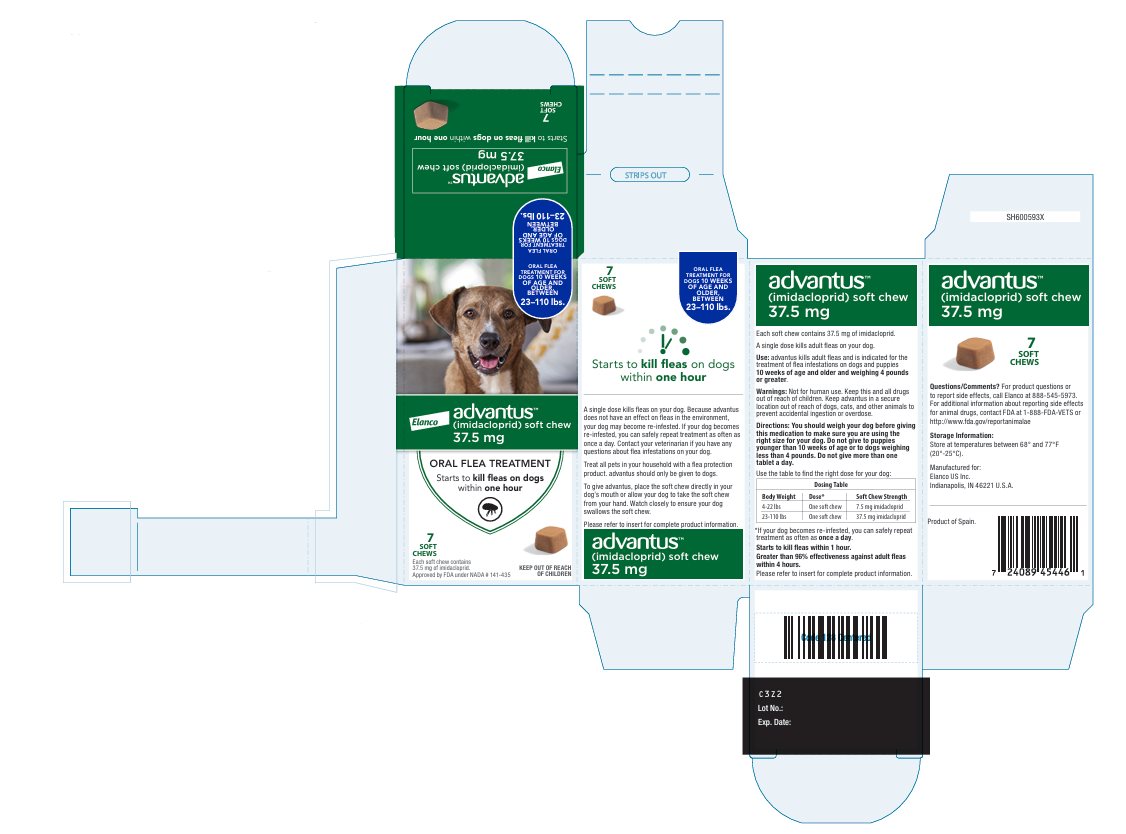 7
SOFT
CHEWS
Starts to kill fleas on dogs within one hour
Elanco
advantus™
(imidacloprid) soft chew
37.5 mg
ORAL FLEA
TREATMENT FOR
DOGS 10 WEEKS
OF AGE AND
OLDER
BETWEEN
23–110 lbs.
ORAL FLEA
TREATMENT FOR
DOGS 10 WEEKS
OF AGE AND
OLDER,
BETWEEN
23–110 lbs.
Elanco
advantus™
(imidacloprid) soft chew
37.5 mg
ORAL FLEA TREATMENT
Starts to kill fleas on dogs
within one hour
7
SOFT
CHEWS
Each soft chew contains
37.5 mg of imidacloprid.
Approved by FDA under NADA # 141-435
KEEP OUT OF REACH
OF CHILDREN
STRIPS OUT
7
SOFT
CHEWS
ORAL FLEA
TREATMENT FOR
DOGS 10 WEEKS
OF AGE AND
OLDER,
BETWEEN
23–110 lbs.
Starts to kill fleas on dogs
within one hour
A single dose kills fleas on your dog. Because advantus
does not have an effect on fleas in the environment,
your dog may become re-infested. If your dog becomes
re-infested, you can safely repeat treatment as often as
once a day. Contact your veterinarian if you have any
questions about flea infestations on your dog.
Treat all pets in your household with a flea protection
product. advantus should only be given to dogs.
To give advantus, place the soft chew directly in your
dog's mouth or allow your dog to take the soft chew
from your hand. Watch closely to ensure your dog
swallows the soft chew.
Please refer to insert for complete product information.
advantus™
(imidacloprid) soft chew
37.5 mg
advantus™
(imidacloprid) soft chew
37.5 mg
Each soft chew contains 37.5 mg of imidacloprid.
A single dose kills adult fleas on your dog.
Use: advantus kills adult fleas and is indicated for the
treatment of flea infestations on dogs and puppies
10 weeks of age and older and weighing 4 pounds
or greater.
Warnings: Not for human use. Keep this and all drugs
out of reach of children. Keep advantus in a secure
location out of reach of dogs, cats, and other animals to
prevent accidental ingestion or overdose.
Directions: You should weigh your dog before giving
this medication to make sure you are using the
right size for your dog. Do not give to puppies
younger than 10 weeks of age or to dogs weighing
less than 4 pounds. Do not give more than one
tablet a day.
Use the table to find the right dose for your dog:
Dosing Table
Body Weight Dose* Soft Chew Strength
4-22 lbs One soft chew 7.5 mg imidacloprid
23-110 lbs One soft chew 37.5 mg imidacloprid
*If your dog becomes re-infested, you can safely repeat
treatment as often as once a day.
Starts to kill fleas within 1 hour.
Greater than 96% effectiveness against adult fleas
within 4 hours.
Please refer to insert for complete product information.
Code 128 Centered
C3Z2
Lot No.:
Exp. Date:
SH600593X
advantus™
(imidacloprid) soft chew
37.5 mg
7
SOFT
CHEWS
Questions/Comments? For product questions or
to report side effects, call Elanco at 888-545-5973.
For additional information about reporting side effects
for animal drugs, contact FDA at 1-888-FDA-VETS or
http://www.fda.gov/reportanimalae
Storage Information:
Store at temperatures between 68° and 77°F
(20°-25°C).
Manufactured for:
Elanco US Inc.
Indianapolis, IN 46221 U.S.A.
Product of Spain.
7 24089 45446 1